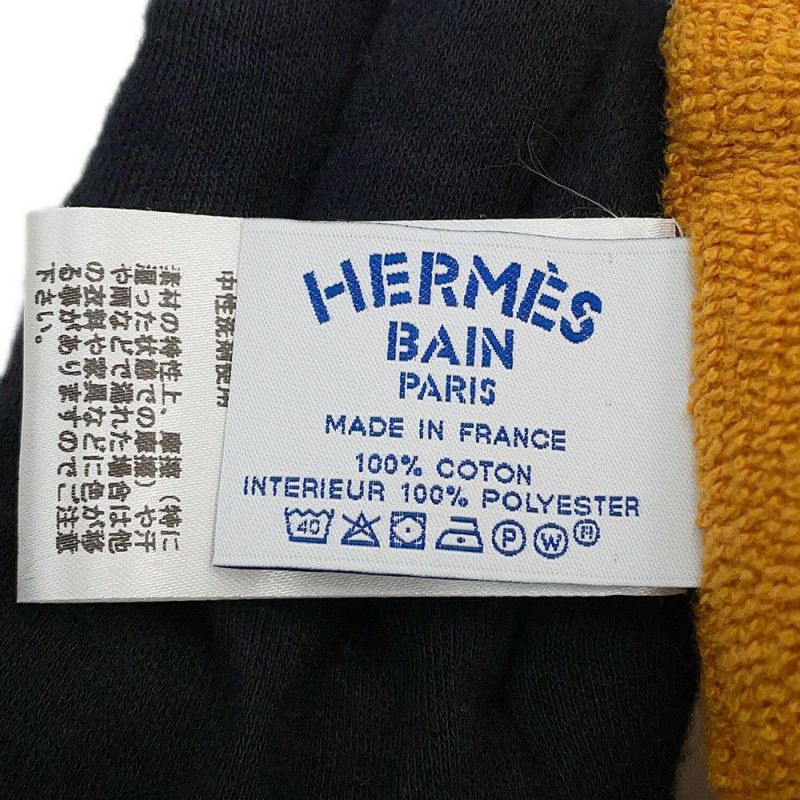 HERMÈS
BAIN
PARIS
MADE IN FRANCE
100% COTON
INTERIEUR 100% POLYESTER
40 P W
中性洗剤使用
素材の特性上、摩擦（特に
湿った状態での摩擦）や汗
や雨などで濡れた場合は他
の衣料や家具などに色が移
る事がありますのでご注意
下さい。